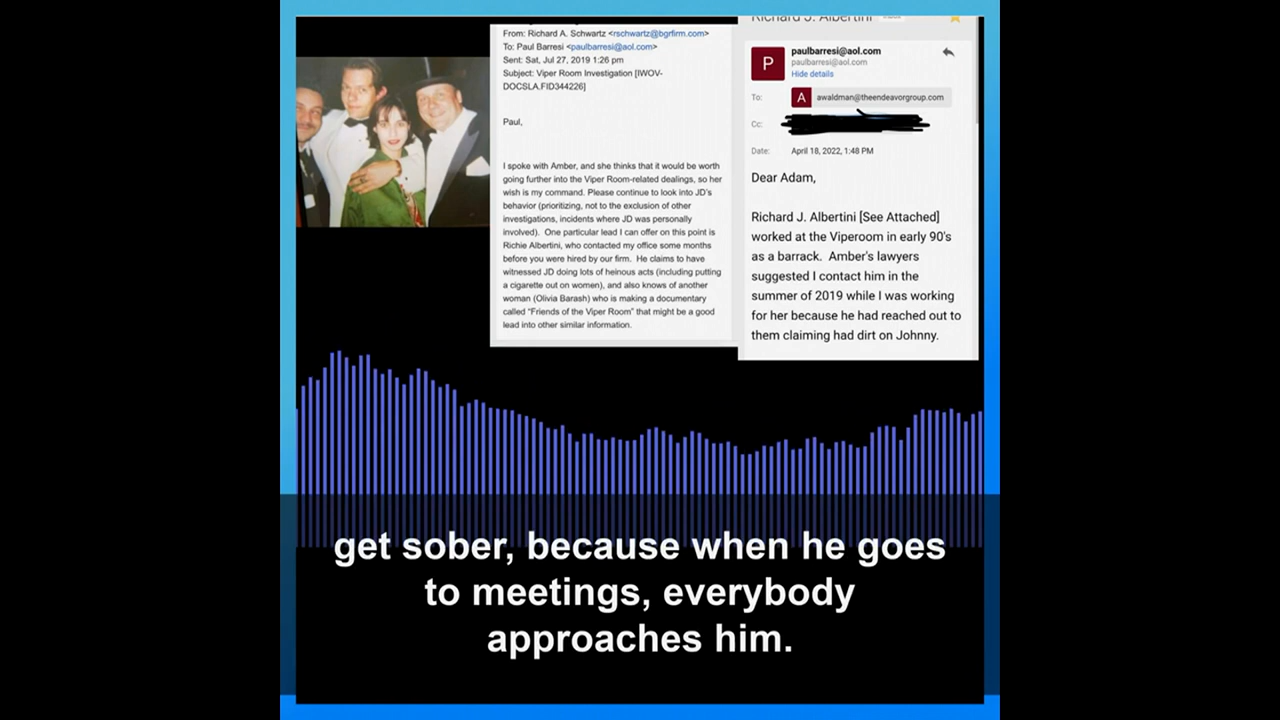 From: Richard A. Schwartz <rschwartz@bgrfirm.com>
To: Paul Barresi <paulbarresi@aol.com>
Sent: Sat, Jul 27, 2019 1:26 pm
Subject: Viper Room Investigation [IWOV-
DOCSLA.FID344226]
Paul,
I spoke with Amber, and she thinks that it would be worth
going further into the Viper Room-related dealings, so her
wish is my command. Please continue to look into JD's
behavior (prioritizing, not to the exclusion of other
investigations, incidents where JD was personally
involved). One particular lead I can offer on this point is
Richie Albertini, who contacted my office some months
before you were hired by our firm. He claims to have
witnessed JD doing lots of heinous acts (including putting
a cigarette out on women), and also knows of another
woman (Olivia Barash) who is making a documentary
called "Friends of the Viper Room" that might be a good
lead into other similar information.
Richard J. Albertini
P
paulbarresi@aol.com
paulbarresi@aol.com
Hide details
To: A awaldman@theendeavorgroup.com
Cc:
Date: April 18, 2022, 1:48 PM
Dear Adam,
Richard J. Albertini [See Attached]
worked at the Viperoom in early 90's
as a barrack. Amber's lawyers
suggested I contact him in the
summer of 2019 while I was working
for her because he had reached out to
them claiming had dirt on Johnny.
get sober, because when he goes
to meetings, everybody
approaches him.